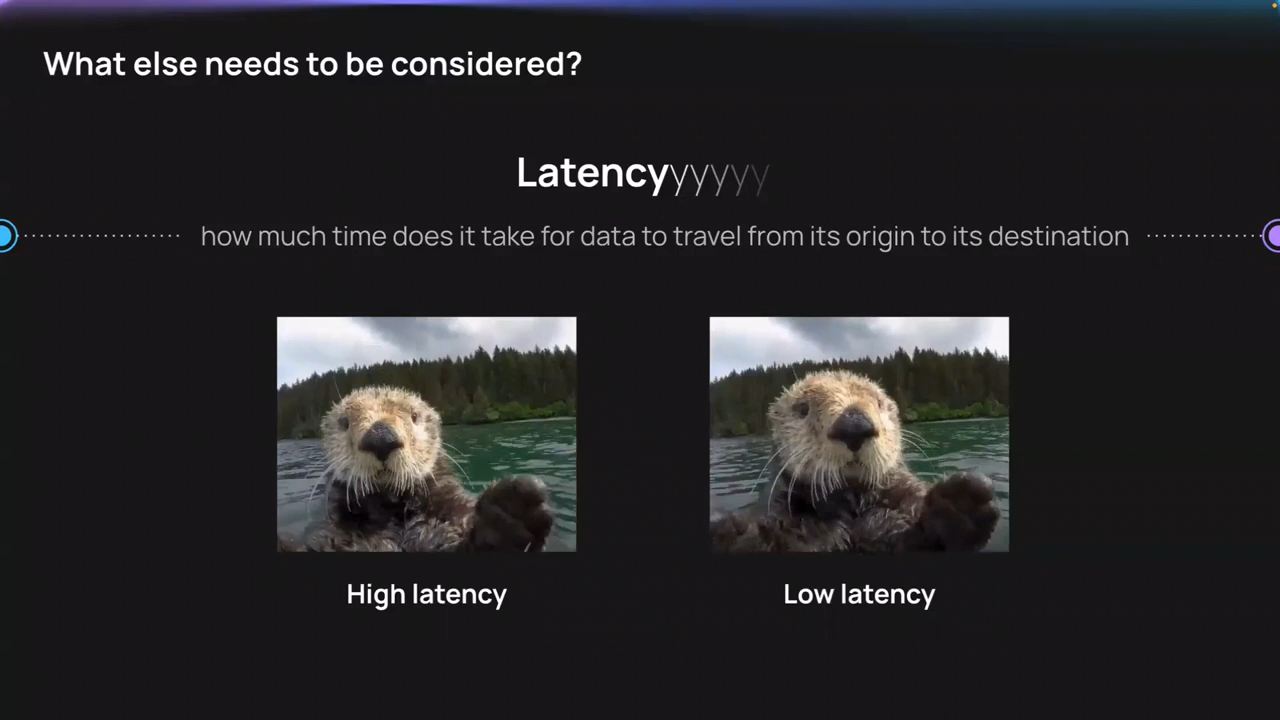 What else needs to be considered?
Latencyyyyyy
how much time does it take for data to travel from its origin to its destination
High latency
Low latency